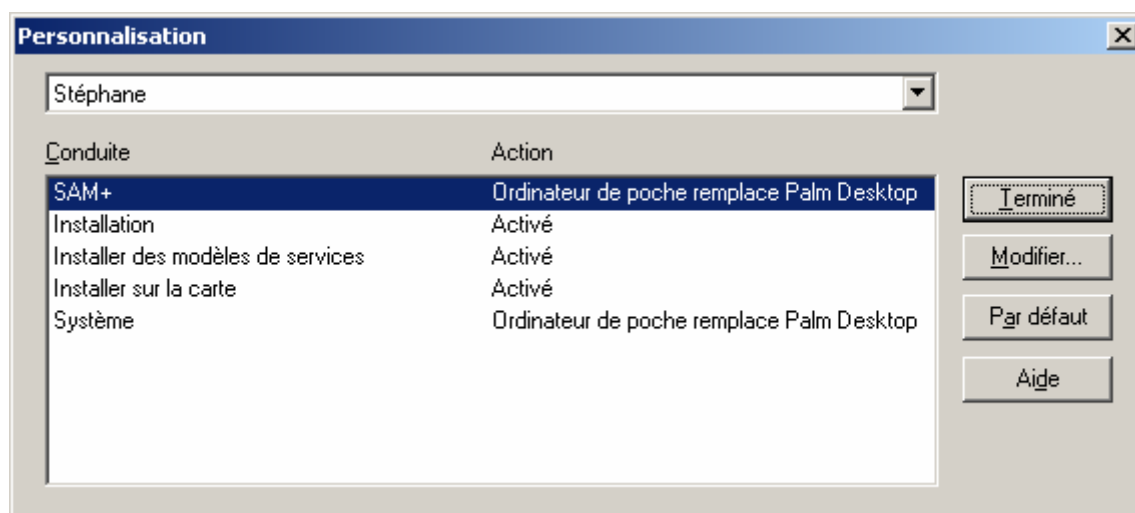 Personnalisation
Stéphane
Conduite Action
SAM+ Ordinateur de poche remplace Palm Desktop
Installation Activé
Installer des modèles de services Activé
Installer sur la carte Activé
Système Ordinateur de poche remplace Palm Desktop
Terminé
Modifier...
Par défaut
Aide